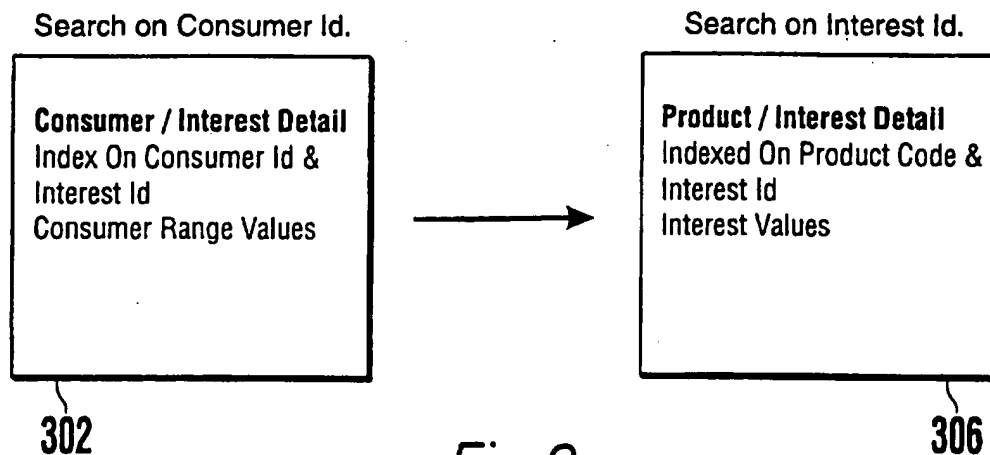 Search on Consumer Id.
Consumer / Interest Detail
Index On Consumer Id &
Interest Id
Consumer Range Values
302
Search on Interest Id.
Product / Interest Detail
Indexed On Product Code &
Interest Id
Interest Values
306